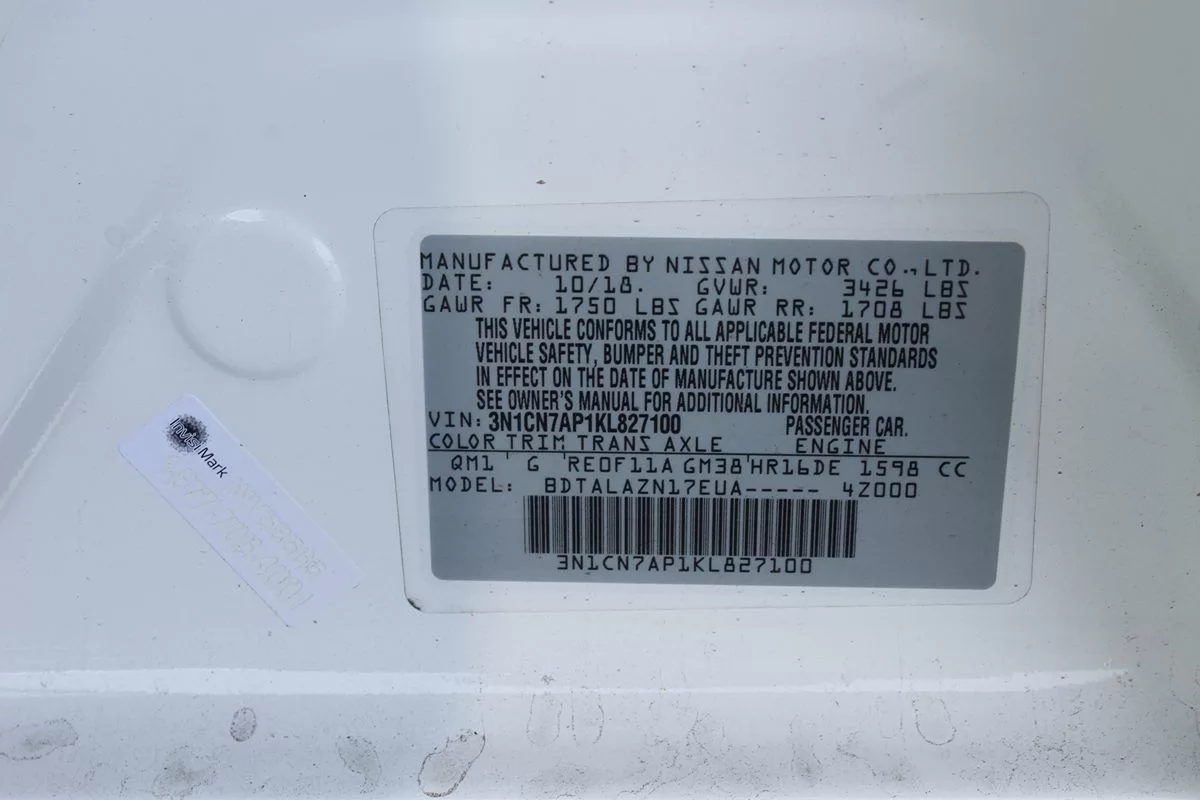 MANUFACTURED BY NISSAN MOTOR CO.,LTD.
DATE: 10/18. GVWR: 3426 LBS
GAWR FR: 1750 LBS GAWR RR: 1708 LBS
THIS VEHICLE CONFORMS TO ALL APPLICABLE FEDERAL MOTOR
VEHICLE SAFETY, BUMPER AND THEFT PREVENTION STANDARDS
IN EFFECT ON THE DATE OF MANUFACTURE SHOWN ABOVE.
SEE OWNER'S MANUAL FOR ADDITIONAL INFORMATION.
VIN: 3N1CN7AP1KL827100 PASSENGER CAR.
COLOR TRIM TRANS AXLE ENGINE
QM1 G RE0F11A GM38 HR16DE 1598 CC
MODEL: BDTALAZN17EUA----- 4Z000
3N1CN7AP1KL827100
InvisiMark